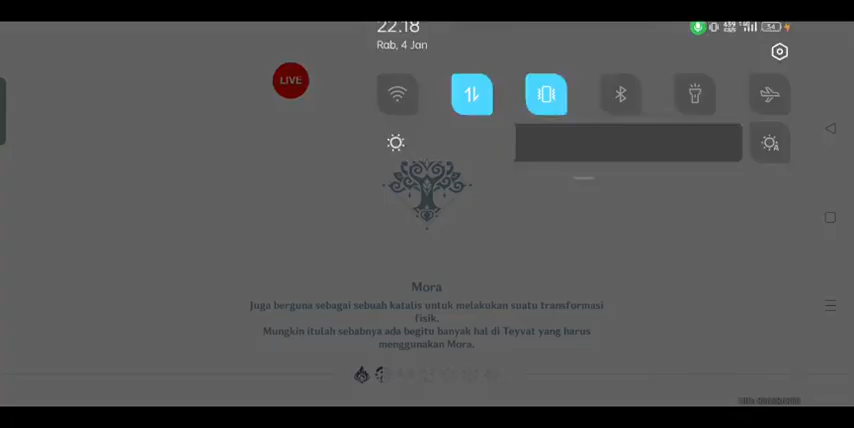 22.18
54
Rab, 4 Jan
LIVE
Mora
Juga berguna sebagai sebuah katalis untuk melakukan suatu transformasi
fisik.
Mungkin itulah sebabnya ada begitu banyak hal di Teyvat yang harus
menggunakan Mora.